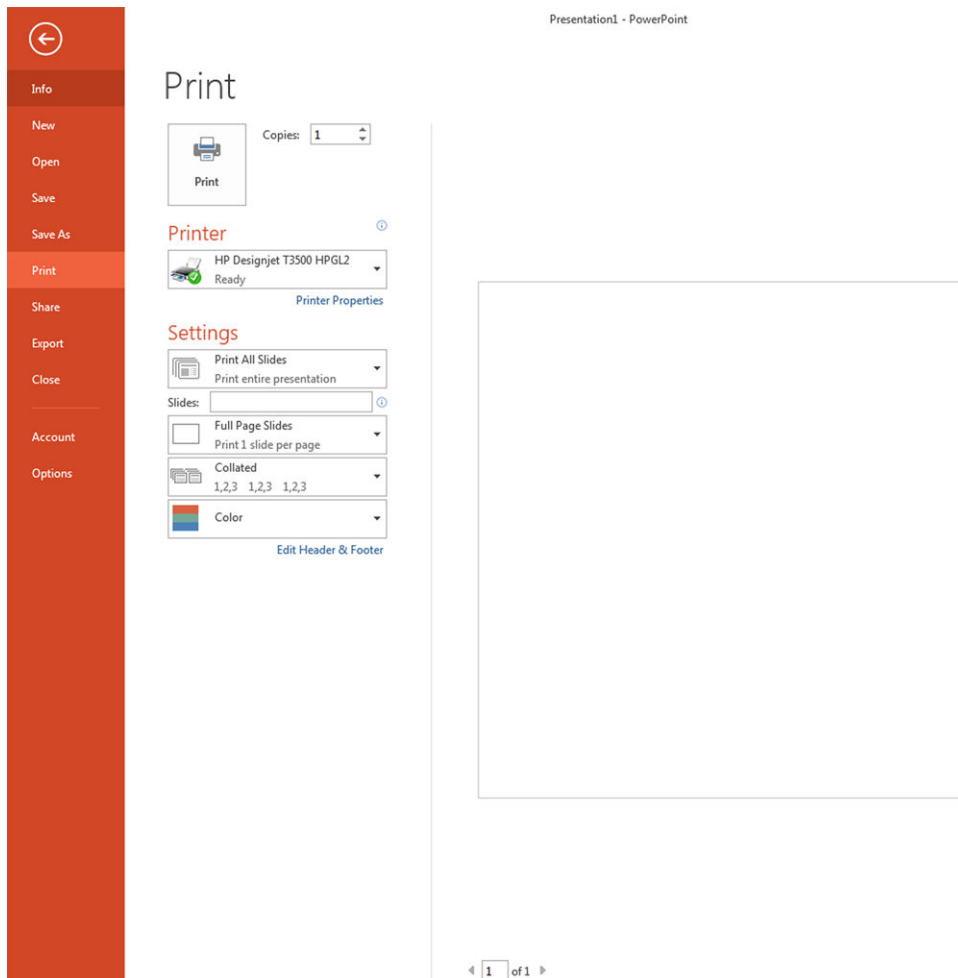 Presentation1 - PowerPoint
Info
New
Open
Save
Save As
Print
Share
Export
Close
Account
Options
Print
Copies: 1
Print
Printer
HP Designjet T3500 HPGL2
Ready
Printer Properties
Settings
Print All Slides
Print entire presentation
Slides:
Full Page Slides
Print 1 slide per page
Collated
1,2,3 1,2,3 1,2,3
Color
Edit Header & Footer
1 of 1